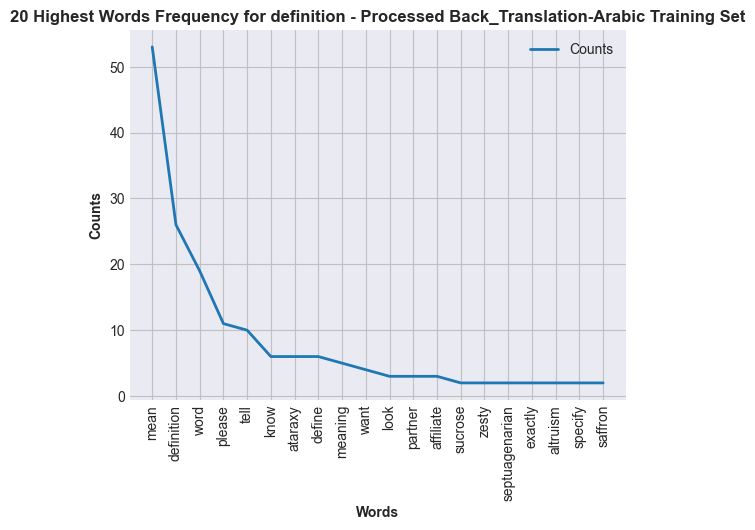 20 Highest Words Frequency for definition - Processed Back_Translation-Arabic Training Set
Counts
50
40
30
20
10
0
Counts
mean
definition
word
please
tell
know
ataraxy
define
meaning
want
look
partner
affiliate
sucrose
zesty
septuagenarian
exactly
altruism
specify
saffron
Words